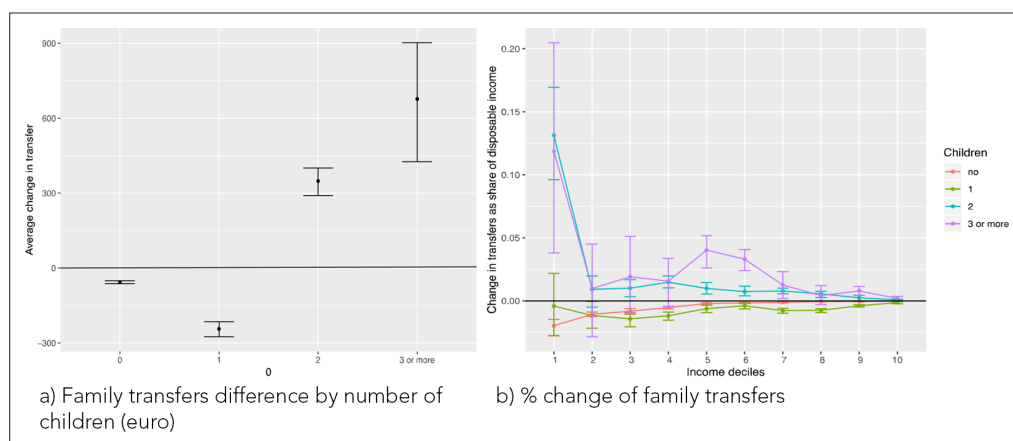 900
600
300
0
−300
Average change in transfer
0
1
2
3 or more
0
a) Family transfers difference by number of
children (euro)
0.20
0.15
0.10
0.05
0.00
Change in transfers as share of disposable income
1
2
3
4
5
6
7
8
9
10
Income deciles
Children
no
1
2
3 or more
b) % change of family transfers